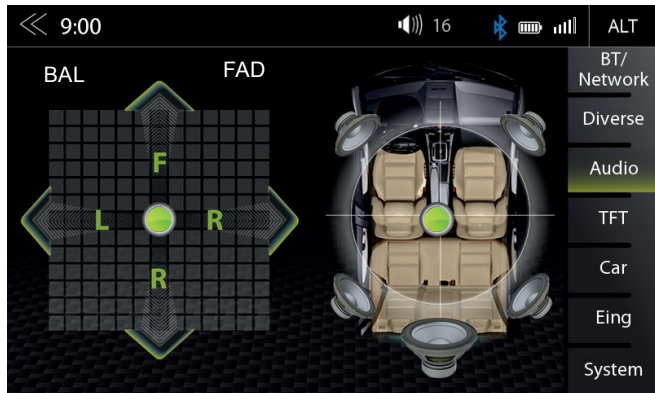 9:00
16
ALT
BAL
FAD
F
L
R
R
BT/
Network
Diverse
Audio
TFT
Car
Eing
System